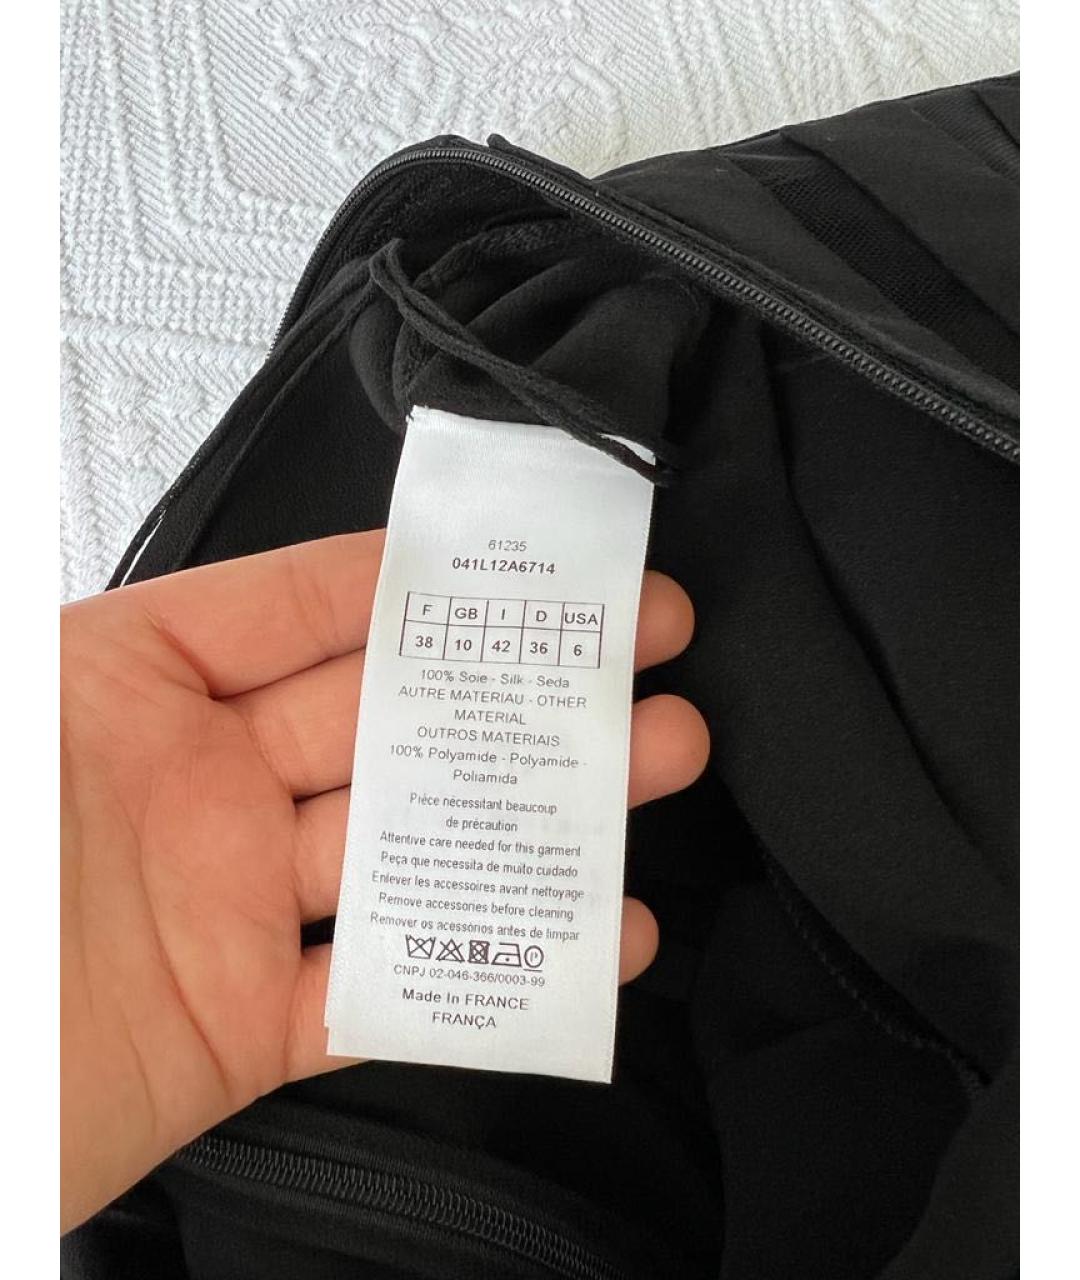 61235
041L12A6714
F GB I D USA
38 10 42 36 6
100% Soie - Silk - Seda
AUTRE MATERIAU - OTHER
MATERIAL
OUTROS MATERIAIS
100% Polyamide - Polyamide -
Poliamida
Pièce nécessitant beaucoup
de précaution
Attentive care needed for this garment
Peça que necessita de muito cuidado
Enlever les accessoires avant nettoyage
Remove accessories before cleaning
Remover os acessórios antes de limpar
P
CNPJ 02-046-366/0003-99
Made In FRANCE
FRANÇA